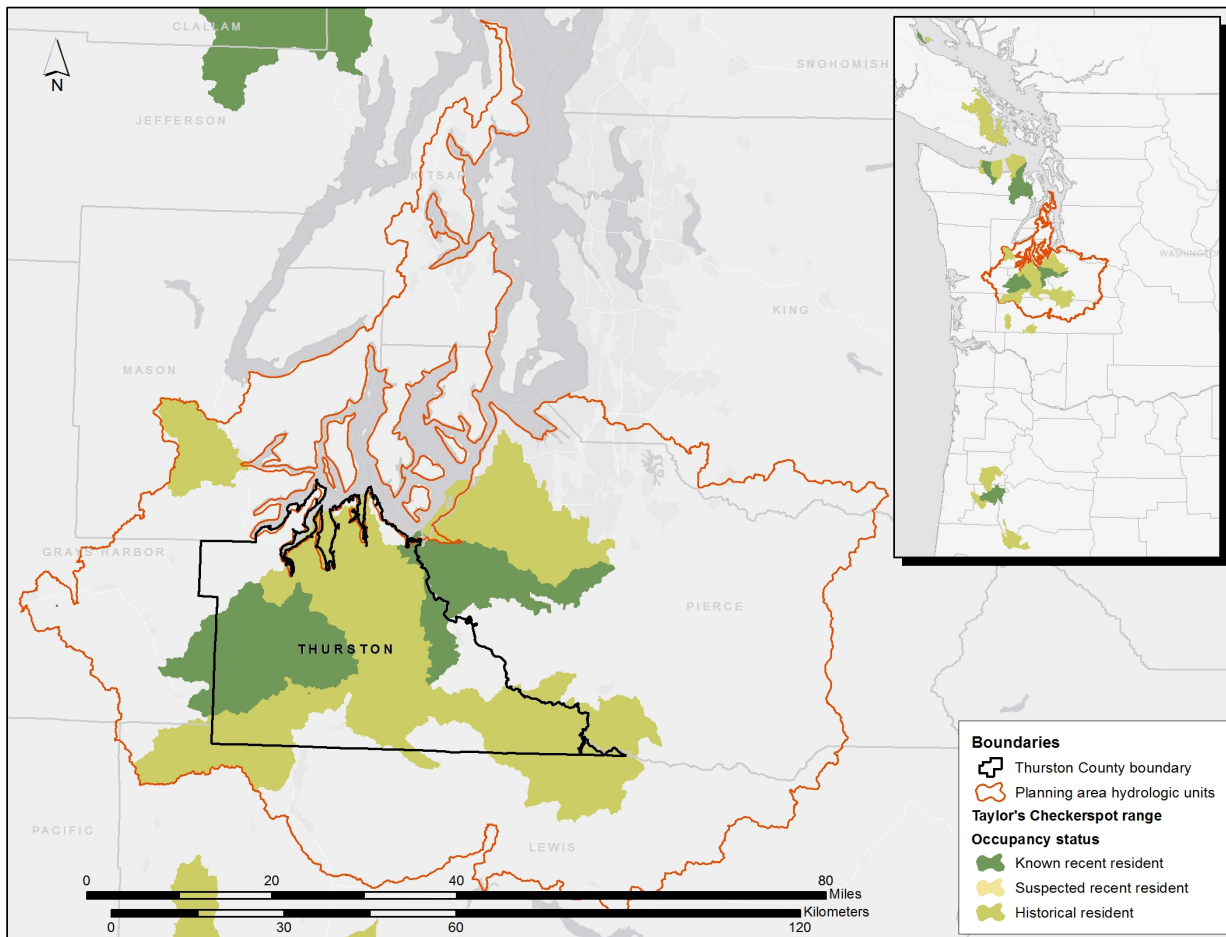 CLALLAM
SNOHOMISH
N
JEFFERSON
KITSAP
WASHINGTON
KING
MASON
GRAYS HARBOR
PIERCE
THURSTON
PACIFIC
LEWIS
0 20 40 80
Miles
Kilometers
0 30 60 120
Boundaries
Thurston County boundary
Planning area hydrologic units
Taylor's Checkerspot range
Occupancy status
Known recent resident
Suspected recent resident
Historical resident